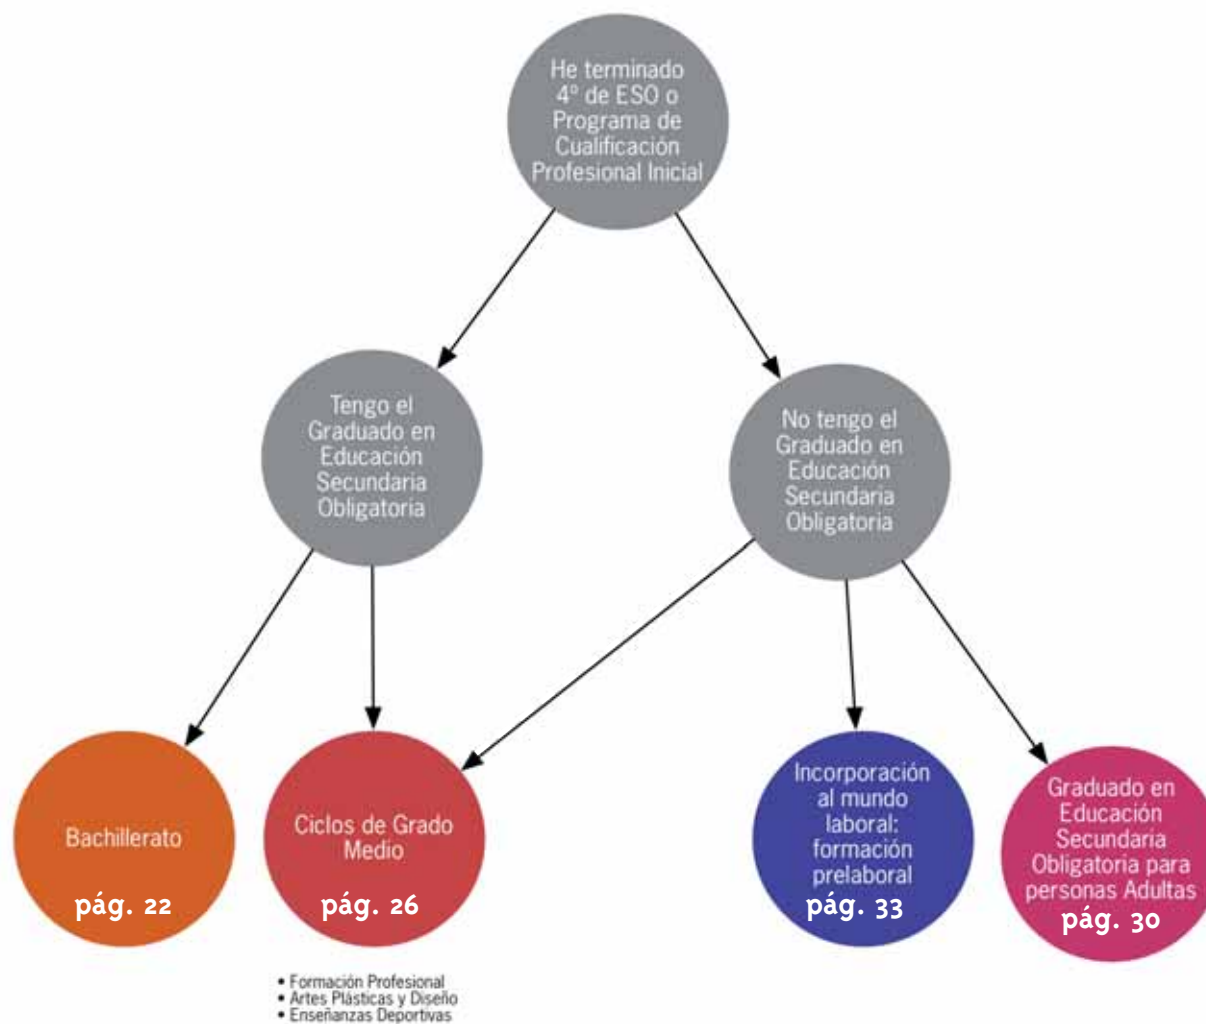 He terminado
4º de ESO o
Programa de
Cualificación
Profesional Inicial
Tengo el
Graduado en
Educación
Secundaria
Obligatoria
No tengo el
Graduado en
Educación
Secundaria
Obligatoria
Bachillerato
pág. 22
Ciclos de Grado
Medio
pág. 26
Incorporación
al mundo
laboral:
formación
prelaboral
pág. 33
Graduado en
Educación
Secundaria
Obligatoria para
personas Adultas
pág. 30
• Formación Profesional
• Artes Plásticas y Diseño
• Enseñanzas Deportivas